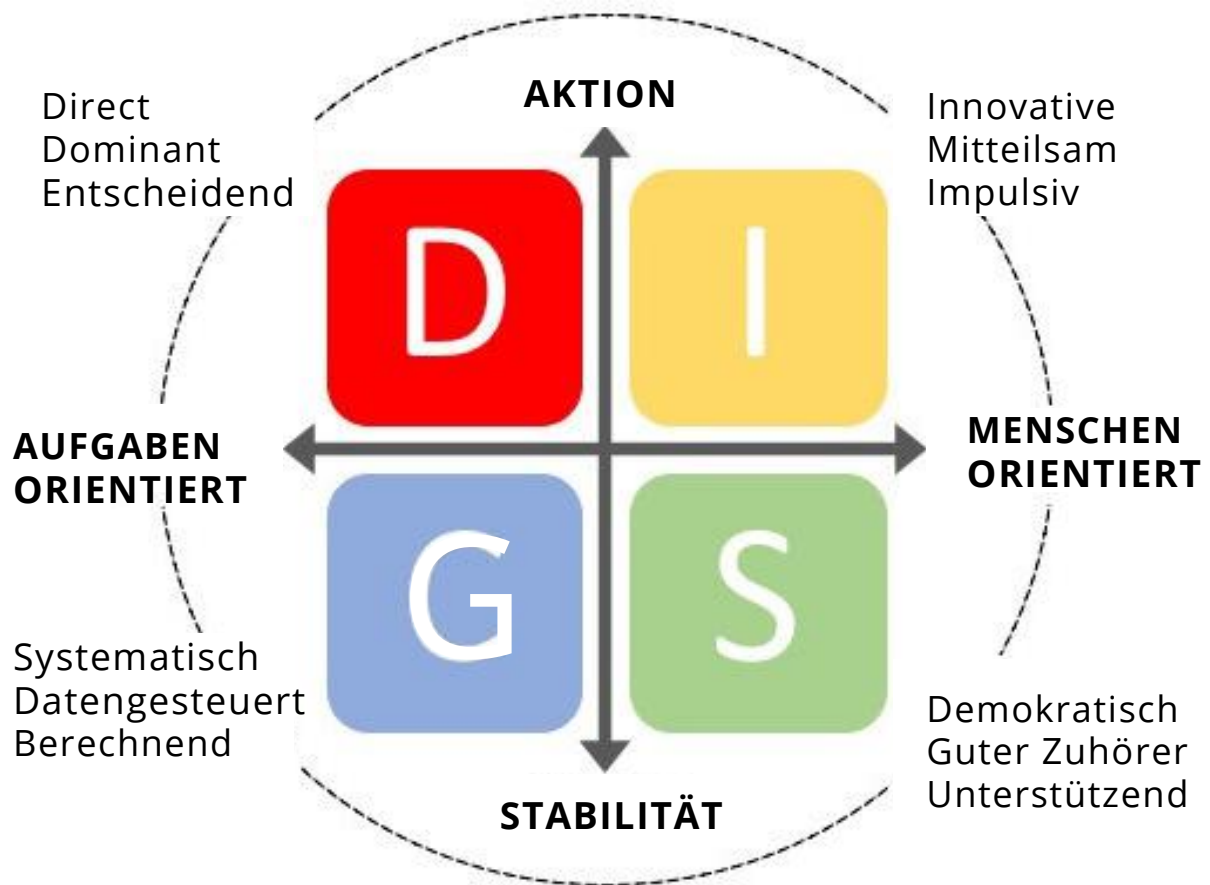 AKTION
Direct
Dominant
Entscheidend
Innovative
Mitteilsam
Impulsiv
D
I
AUFGABEN
ORIENTIERT
MENSCHEN
ORIENTIERT
G
S
Systematisch
Datengesteuert
Berechnend
Demokratisch
Guter Zuhörer
Unterstützend
STABILITÄT